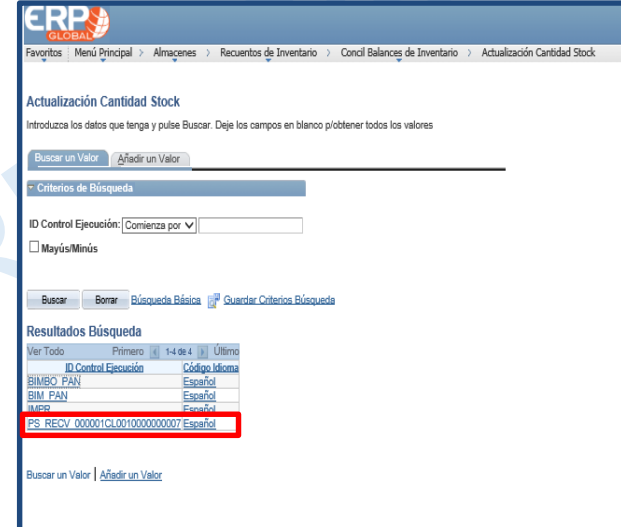 ERP
GLOBAL
Favoritos Menú Principal > Almacenes > Recuentos de Inventario > Concil Balances de Inventario > Actualización Cantidad Stock
Actualización Cantidad Stock
Introduzca los datos que tenga y pulse Buscar. Deje los campos en blanco p/obtener todos los valores
Buscar un Valor Añadir un Valor
Criterios de Búsqueda
ID Control Ejecución: Comienza por
Mayús/Minús
Buscar Borrar Búsqueda Básica Guardar Criterios Búsqueda
Resultados Búsqueda
Ver Todo Primero 1-4 de 4 Último
ID Control Ejecución Código Idioma
BIMBO_PAN Español
BIM_PAN Español
IMPR Español
PS_RECV_000001CL0010000000007 Español
Buscar un Valor | Añadir un Valor